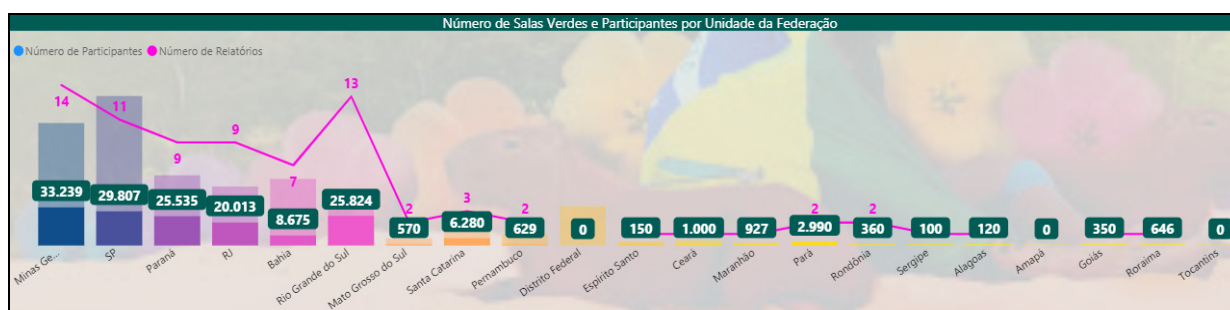 Número de Salas Verdes e Participantes por Unidade da Federação
Número de Participantes Número de Relatórios
14
11
9
9
7
13
2
3
2
2
2
33.239
29.807
25.535
20.013
8.675
25.824
570
6.280
629
0
150
1.000
927
2.990
360
100
120
0
350
646
0
Minas Ge...
SP
Paraná
RJ
Bahia
Rio Grande do Sul
Mato Grosso do Sul
Santa Catarina
Pernambuco
Distrito Federal
Espírito Santo
Ceará
Maranhão
Pará
Rondônia
Sergipe
Alagoas
Amapá
Goiás
Roraima
Tocantins